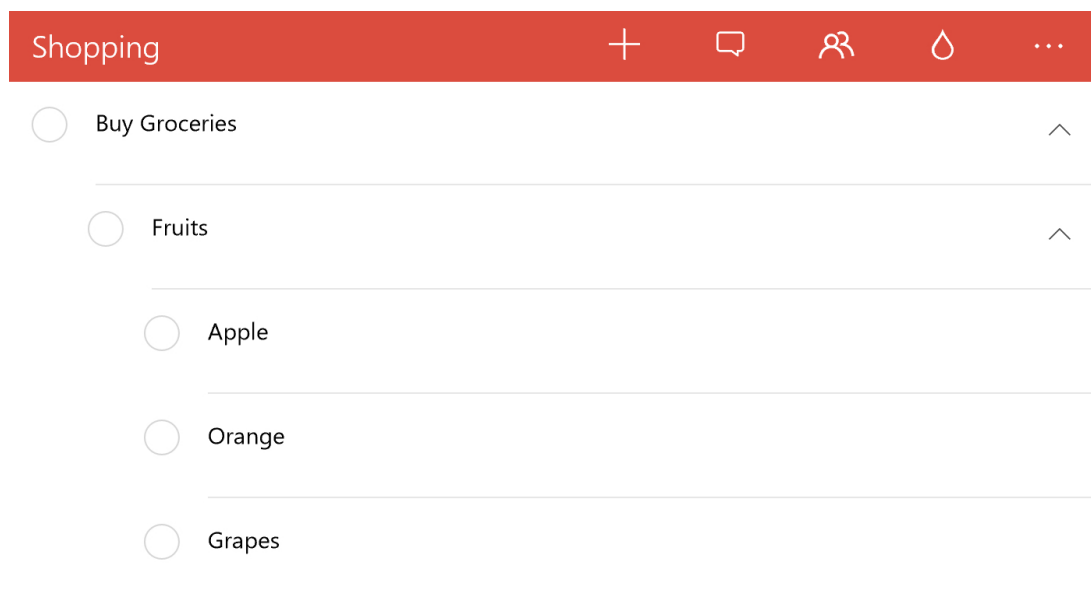 Shopping
Buy Groceries
Fruits
Apple
Orange
Grapes